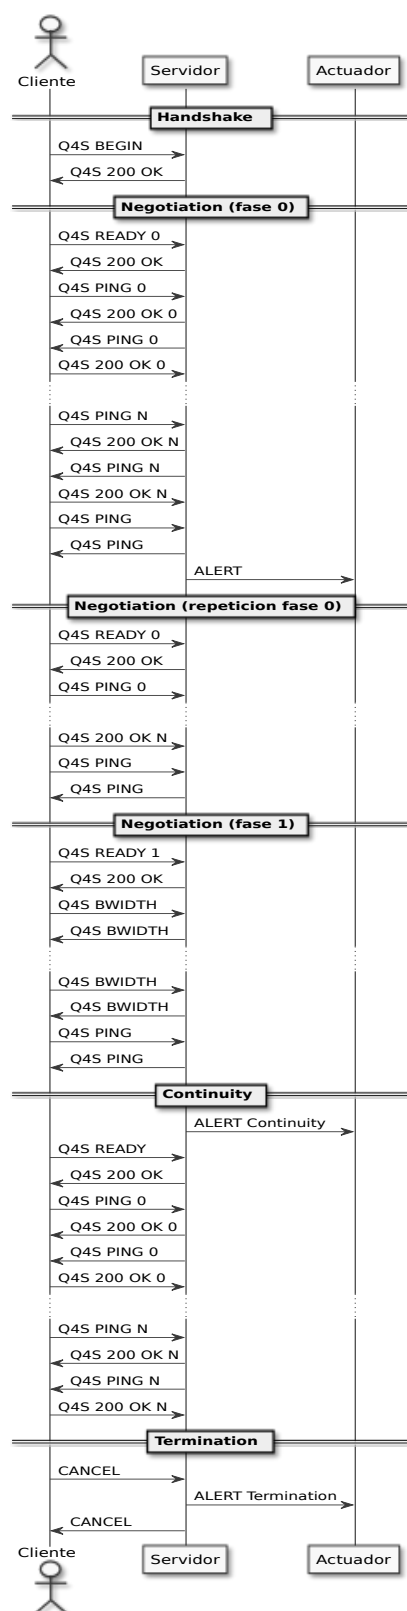 Cliente
Servidor
Actuador
Handshake
Q4S BEGIN
Q4S 200 OK
Negotiation (fase 0)
Q4S READY 0
Q4S 200 OK
Q4S PING 0
Q4S 200 OK 0
Q4S PING 0
Q4S 200 OK 0
Q4S PING N
Q4S 200 OK N
Q4S PING N
Q4S 200 OK N
Q4S PING
Q4S PING
ALERT
Negotiation (repeticion fase 0)
Q4S READY 0
Q4S 200 OK
Q4S PING 0
Q4S 200 OK N
Q4S PING
Q4S PING
Negotiation (fase 1)
Q4S READY 1
Q4S 200 OK
Q4S BWIDTH
Q4S BWIDTH
Q4S BWIDTH
Q4S BWIDTH
Q4S PING
Q4S PING
Continuity
ALERT Continuity
Q4S READY
Q4S 200 OK
Q4S PING 0
Q4S 200 OK 0
Q4S PING 0
Q4S 200 OK 0
Q4S PING N
Q4S 200 OK N
Q4S PING N
Q4S 200 OK N
Termination
CANCEL
ALERT Termination
CANCEL
Cliente
Servidor
Actuador